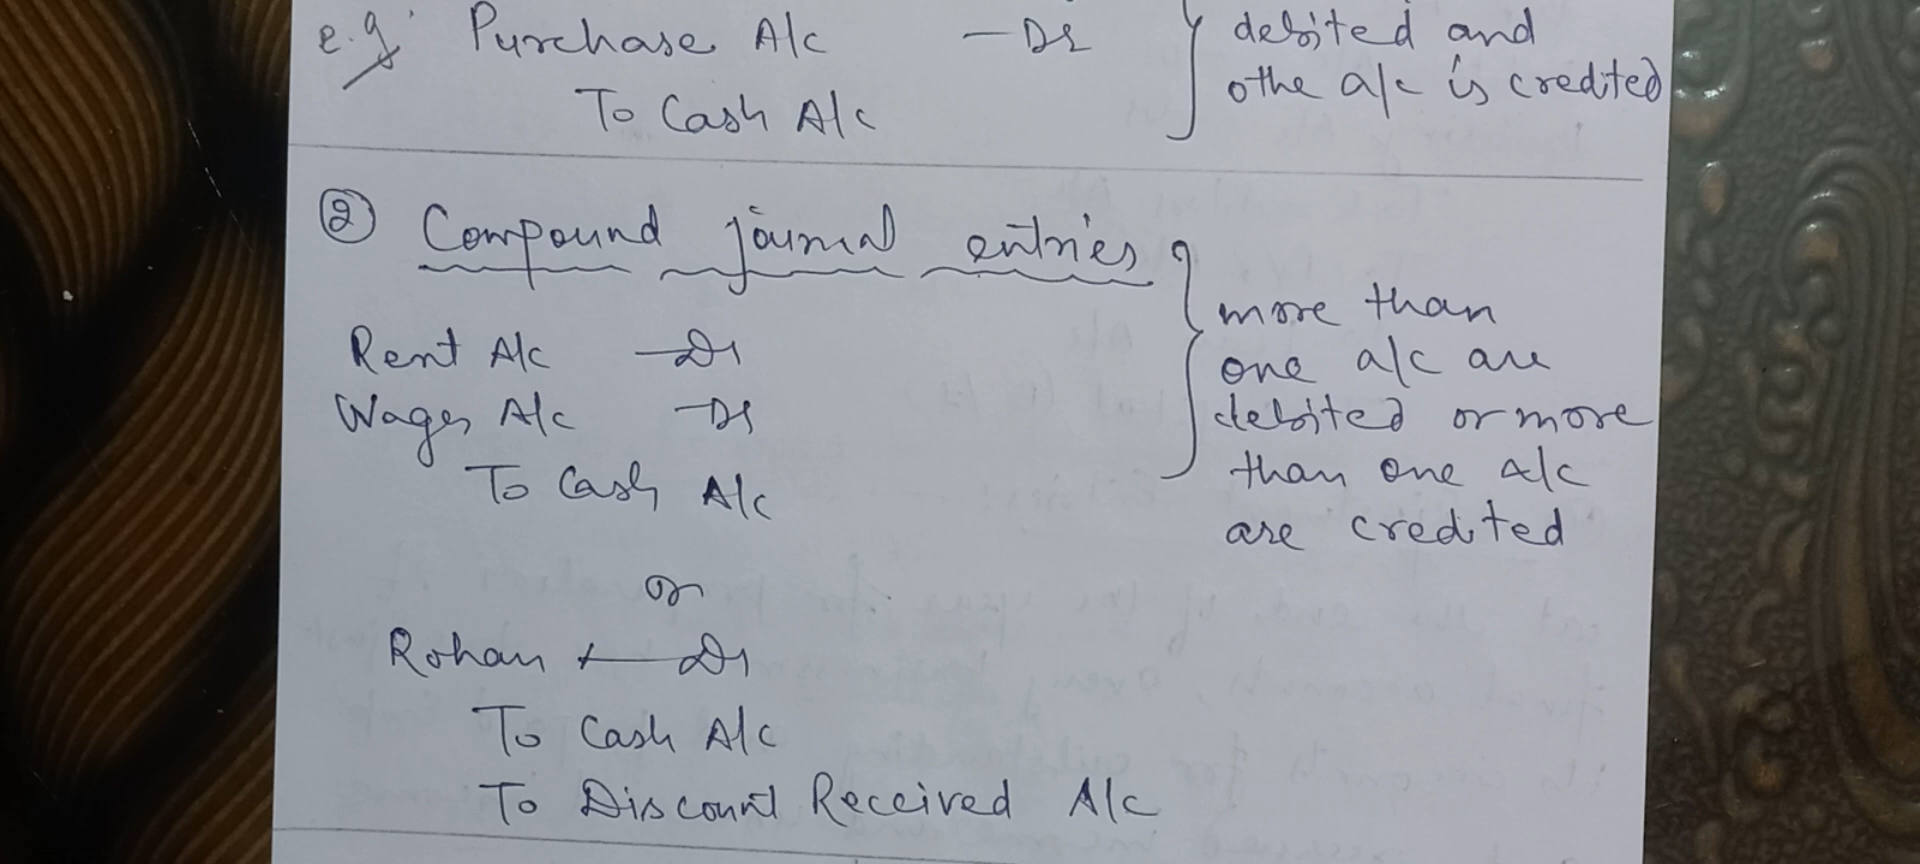 e.g. Purchase A/c — Dr
To Cash A/c
debited and
othe a/c is credited
② Compound journal entries
Rent A/c — Dr
Wages A/c — Dr
To Cash A/c
more than
one a/c are
debited or more
than one a/c
are credited
or
Rohan — Dr
To Cash A/c
To Discount Received A/c